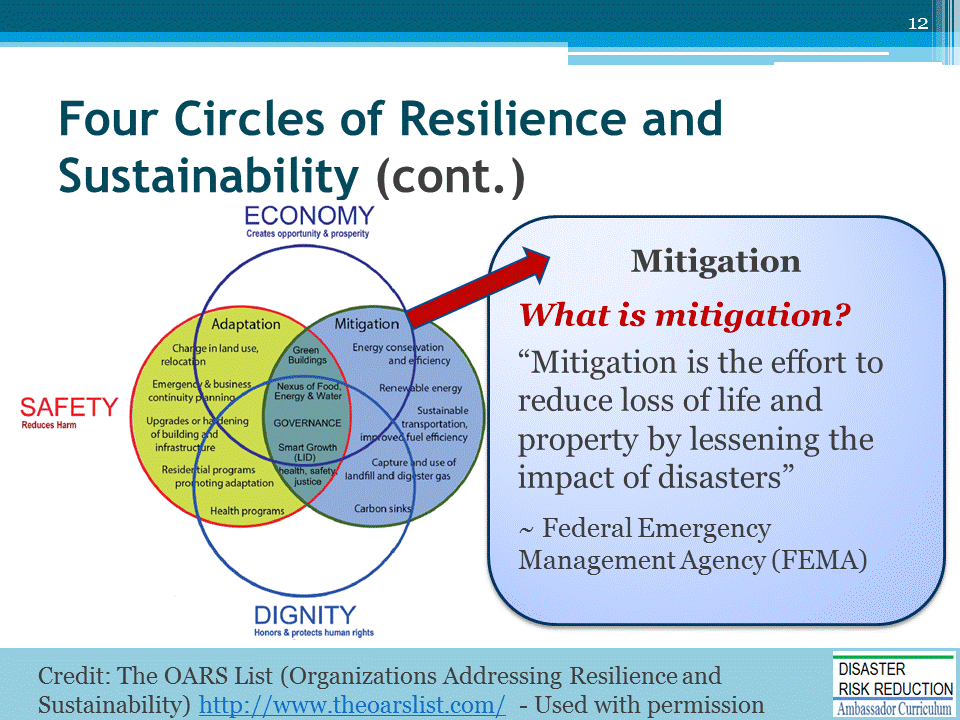 12
Four Circles of Resilience and
Sustainability (cont.)
ECONOMY
Creates opportunity & prosperity
SAFETY
Reduces Harm
Adaptation
Change in land use,
relocation
Emergency & business
continuity planning
Upgrades or hardening
of building and
infrastructure
Residential programs
promoting adaptation
Health programs
Green
Buildings
Nexus of Food,
Energy & Water
GOVERNANCE
Smart Growth
(LID)
health, safety,
justice
Mitigation
Energy conservation
and efficiency
Renewable energy
Sustainable
transportation,
improved fuel efficiency
Capture and use of
landfill and digester gas
Carbon sinks
DIGNITY
Honors & protects human rights
Mitigation
What is mitigation?
“Mitigation is the effort to
reduce loss of life and
property by lessening the
impact of disasters”
~ Federal Emergency
Management Agency (FEMA)
Credit: The OARS List (Organizations Addressing Resilience and
Sustainability) http://www.theoarslist.com/ - Used with permission
DISASTER
RISK REDUCTION
Ambassador Curriculum